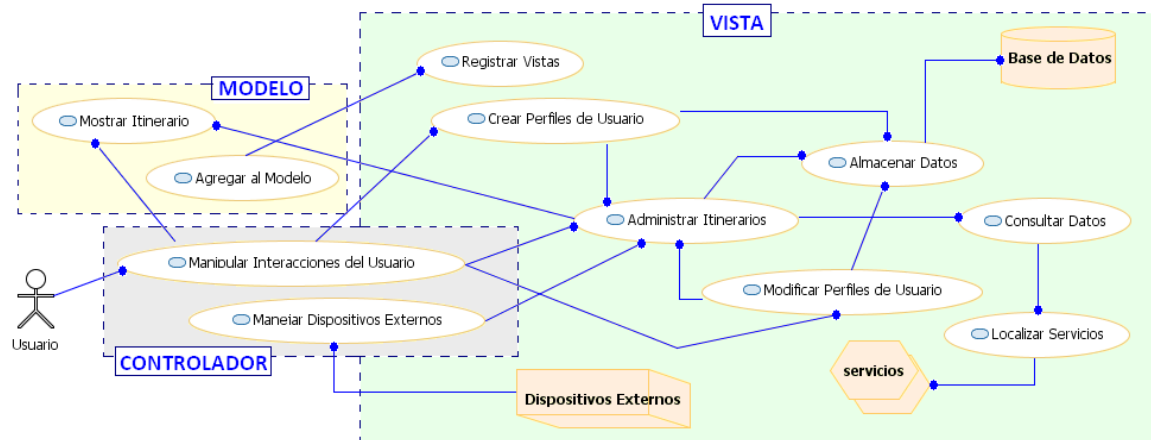 VISTA
Registrar Vistas
Base de Datos
MODELO
Mostrar Itinerario
Crear Perfiles de Usuario
Almacenar Datos
Agregar al Modelo
Administrar Itinerarios
Consultar Datos
Manipular Interacciones del Usuario
Modificar Perfiles de Usuario
Manejar Dispositivos Externos
Localizar Servicios
Usuario
CONTROLADOR
servicios
Dispositivos Externos